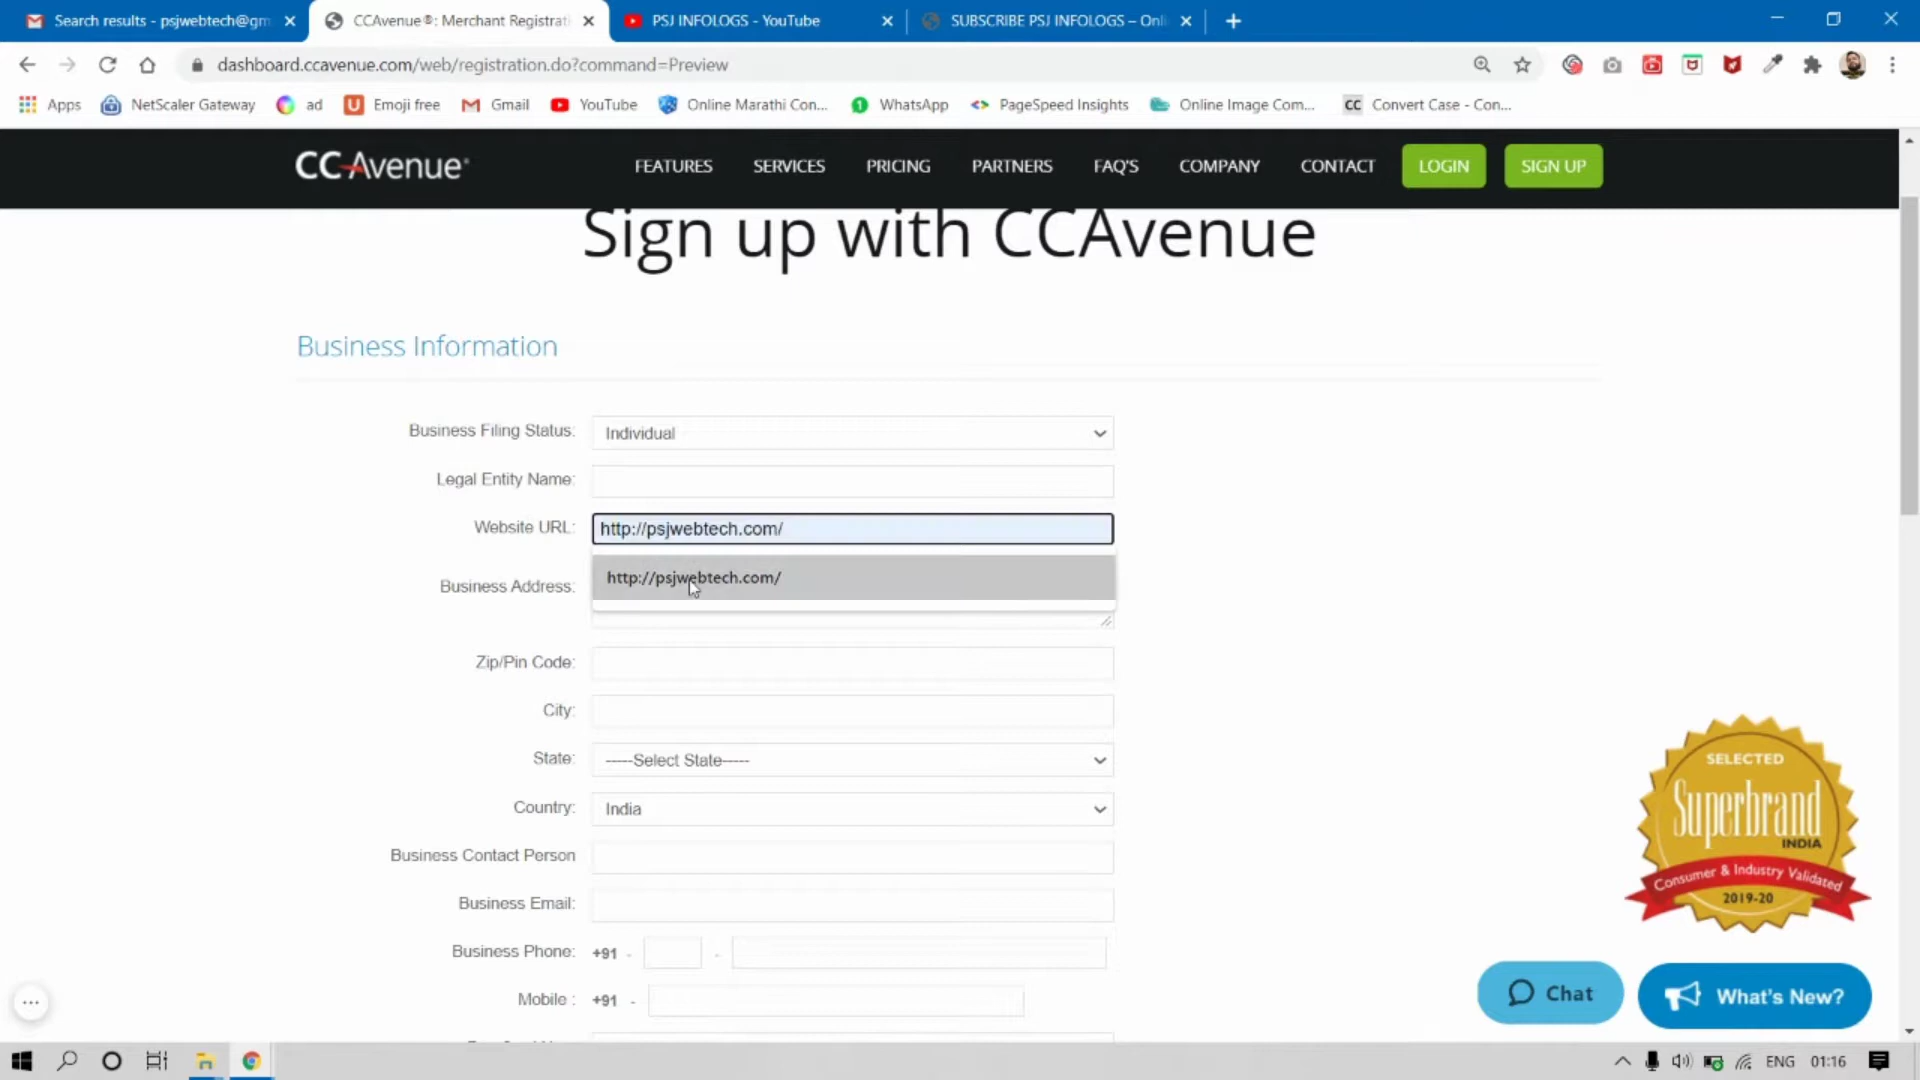 Search results - psjwebtech@gm
CCAvenue®: Merchant Registrati
PSJ INFOLOGS - YouTube
SUBSCRIBE PSJ INFOLOGS – Onli
dashboard.ccavenue.com/web/registration.do?command=Preview
Apps
NetScaler Gateway
ad
Emoji free
Gmail
YouTube
Online Marathi Con...
WhatsApp
PageSpeed Insights
Online Image Com...
CC Convert Case - Con...
CCAvenue
FEATURES
SERVICES
PRICING
PARTNERS
FAQ'S
COMPANY
CONTACT
LOGIN
SIGN UP
Sign up with CCAvenue
Business Information
Business Filing Status: Individual
Legal Entity Name:
Website URL: http://psjwebtech.com/
http://psjwebtech.com/
Business Address:
Zip/Pin Code:
City:
State: -----Select State-----
Country: India
Business Contact Person
Business Email:
Business Phone: +91 - -
Mobile : +91 -
SELECTED
Superbrand
INDIA
Consumer & Industry Validated
2019-20
Chat
What's New?
ENG
01:16